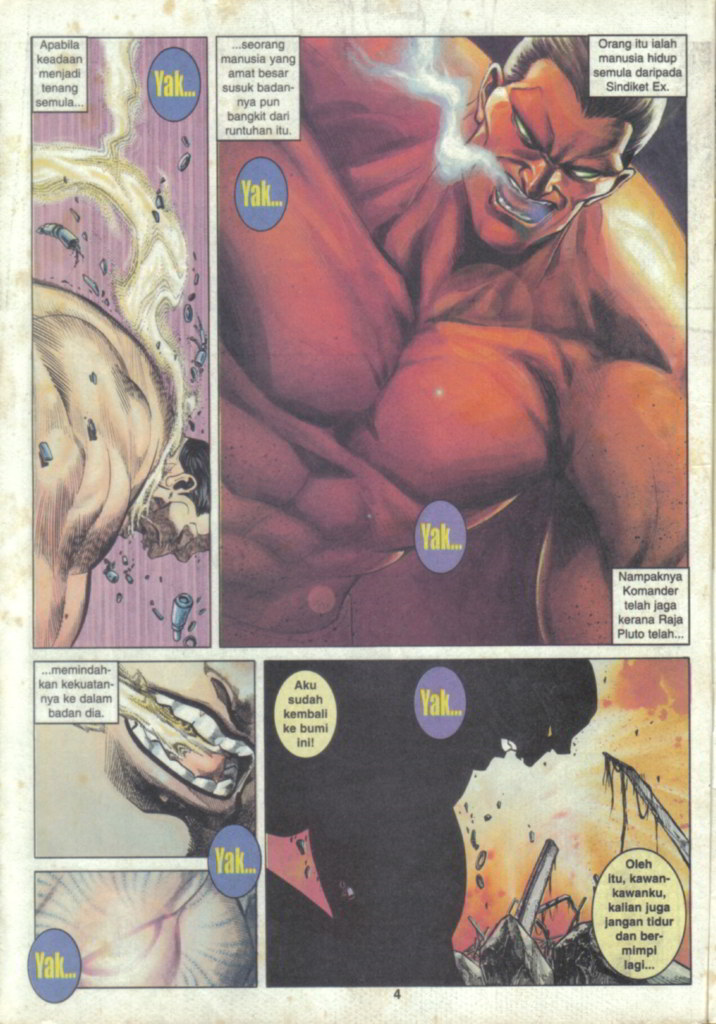 Apabila
keadaan
menjadi
tenang
semula...
Yak...
...seorang
manusia yang
amat besar
susuk badan-
nya pun
bangkit dari
runtuhan itu.
Yak...
Orang itu ialah
manusia hidup
semula daripada
Sindiket Ex.
Yak...
Nampaknya
Komander
telah jaga
kerana Raja
Pluto telah...
...memindah-
kan kekuatan-
nya ke dalam
badan dia.
Yak...
Yak...
Aku
sudah
kembali
ke bumi
ini!
Yak...
Oleh
itu, kawan-
kawanku,
kalian juga
jangan tidur
dan ber-
mimpi
lagi...
4